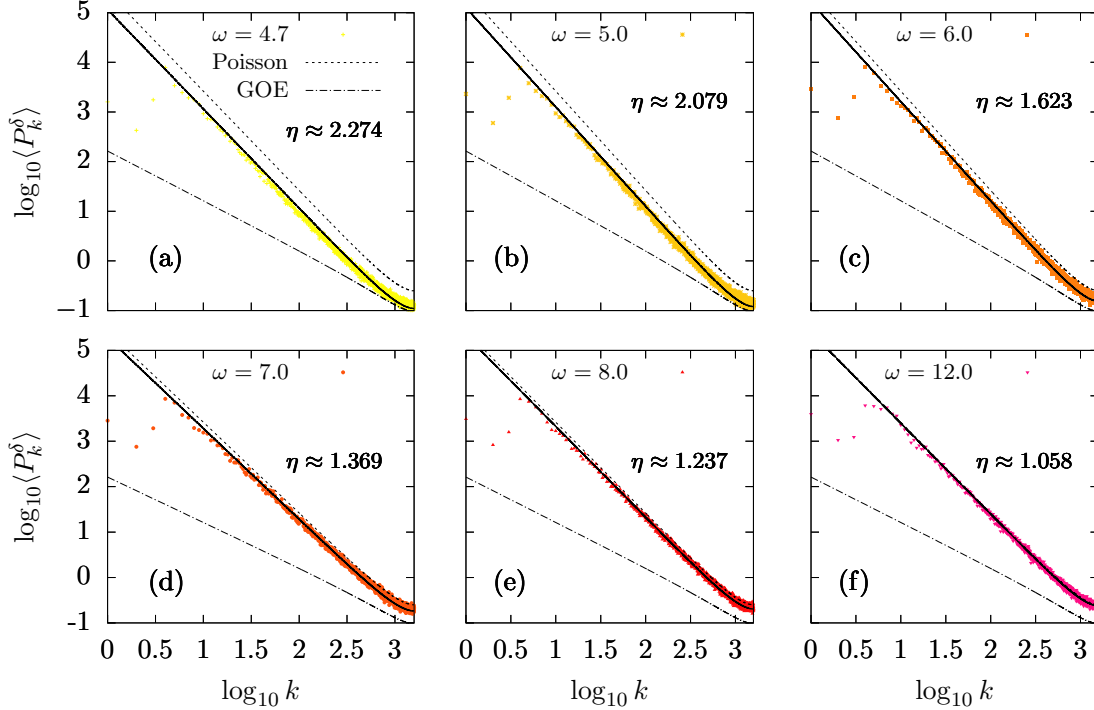 5
4
3
2
1
0
−1
log₁₀⟨P_k^δ⟩
ω = 4.7
Poisson
GOE
η ≈ 2.274
(a)
ω = 5.0
η ≈ 2.079
(b)
ω = 6.0
η ≈ 1.623
(c)
5
4
3
2
1
0
-1
log₁₀⟨P_k^δ⟩
ω = 7.0
η ≈ 1.369
(d)
ω = 8.0
η ≈ 1.237
(e)
ω = 12.0
η ≈ 1.058
(f)
0 0.5 1 1.5 2 2.5 3
0 0.5 1 1.5 2 2.5 3
0 0.5 1 1.5 2 2.5 3
log₁₀ k
log₁₀ k
log₁₀ k